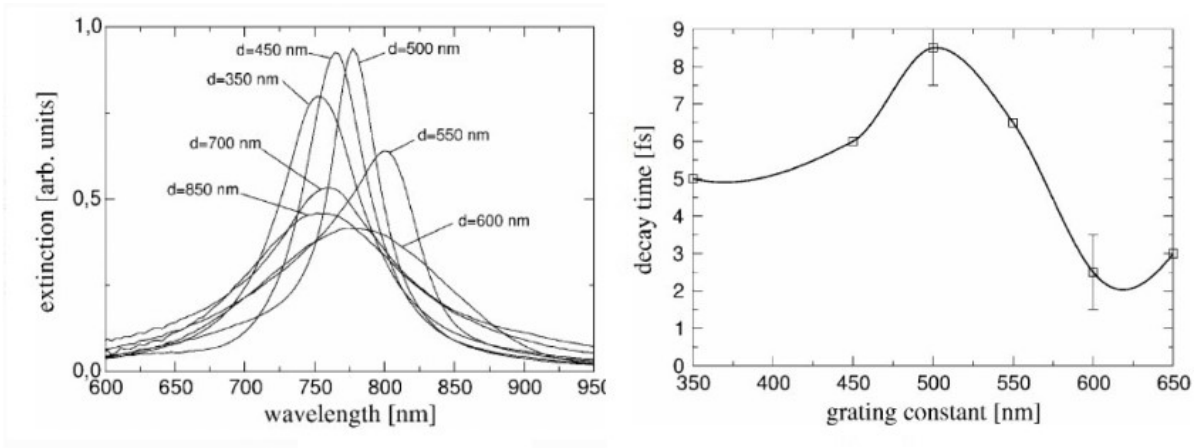 1,0
0,5
0,0
extinction [arb. units]
d=450 nm
d=500 nm
d=350 nm
d=550 nm
d=700 nm
d=850 nm
d=600 nm
600 650 700 750 800 850 900 950
wavelength [nm]
9
8
7
6
5
4
3
2
1
0
decay time [fs]
350 400 450 500 550 600 650
grating constant [nm]